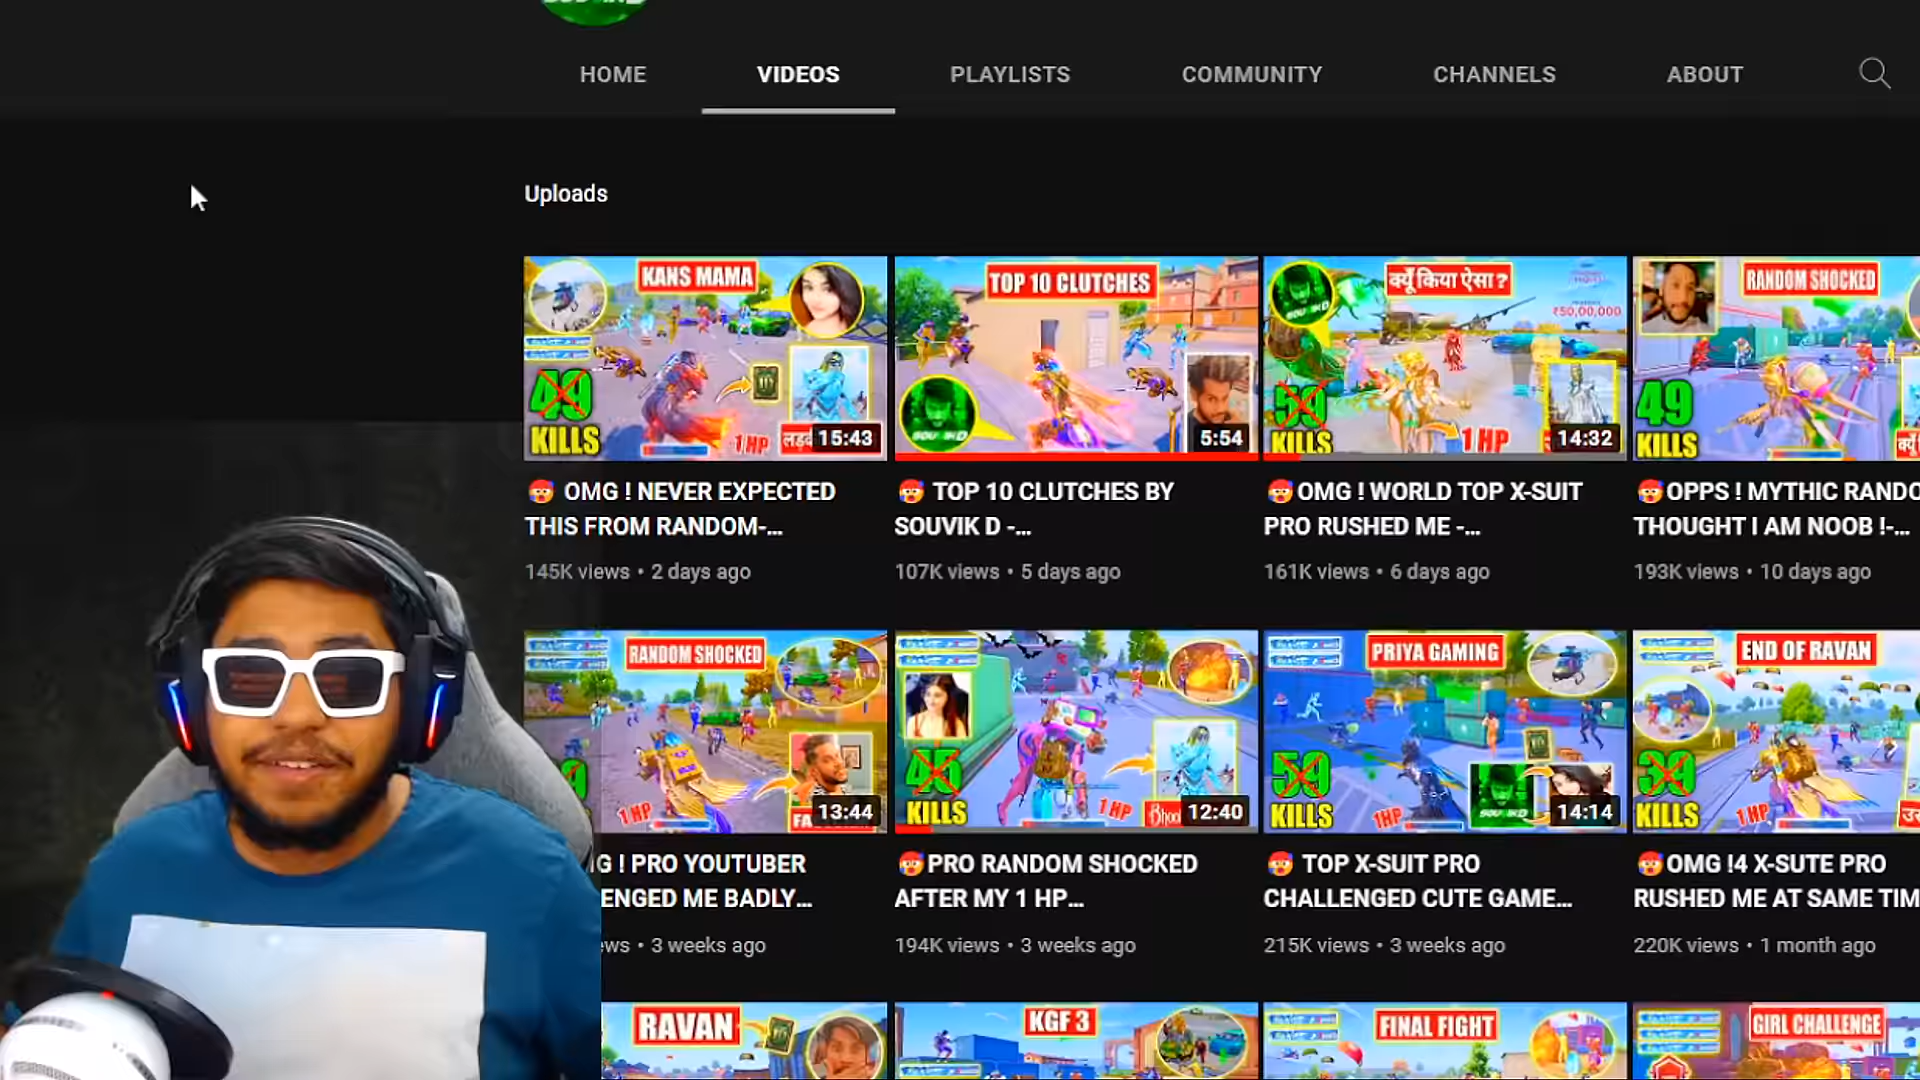 HOME
VIDEOS
PLAYLISTS
COMMUNITY
CHANNELS
ABOUT
Uploads
KANS MAMA
49
KILLS
1 HP
15:43
TOP 10 CLUTCHES
5:54
क्यूँ किया ऐसा ?
₹50,00,000
KILLS
1 HP
14:32
RANDOM SHOCKED
49
KILLS
OMG ! NEVER EXPECTED
THIS FROM RANDOM-...
145K views • 2 days ago
TOP 10 CLUTCHES BY
SOUVIK D -...
107K views • 5 days ago
OMG ! WORLD TOP X-SUIT
PRO RUSHED ME -...
161K views • 6 days ago
OPPS ! MYTHIC RANDO
THOUGHT I AM NOOB !-...
193K views • 10 days ago
RANDOM SHOCKED
1 HP
13:44
45
KILLS
1 HP
12:40
PRIYA GAMING
59
KILLS
1HP
14:14
END OF RAVAN
39
KILLS
1 HP
G ! PRO YOUTUBER
ENGED ME BADLY...
ws • 3 weeks ago
PRO RANDOM SHOCKED
AFTER MY 1 HP...
194K views • 3 weeks ago
TOP X-SUIT PRO
CHALLENGED CUTE GAME...
215K views • 3 weeks ago
OMG !4 X-SUTE PRO
RUSHED ME AT SAME TIM
220K views • 1 month ago
RAVAN
KGF 3
FINAL FIGHT
GIRL CHALLENGE